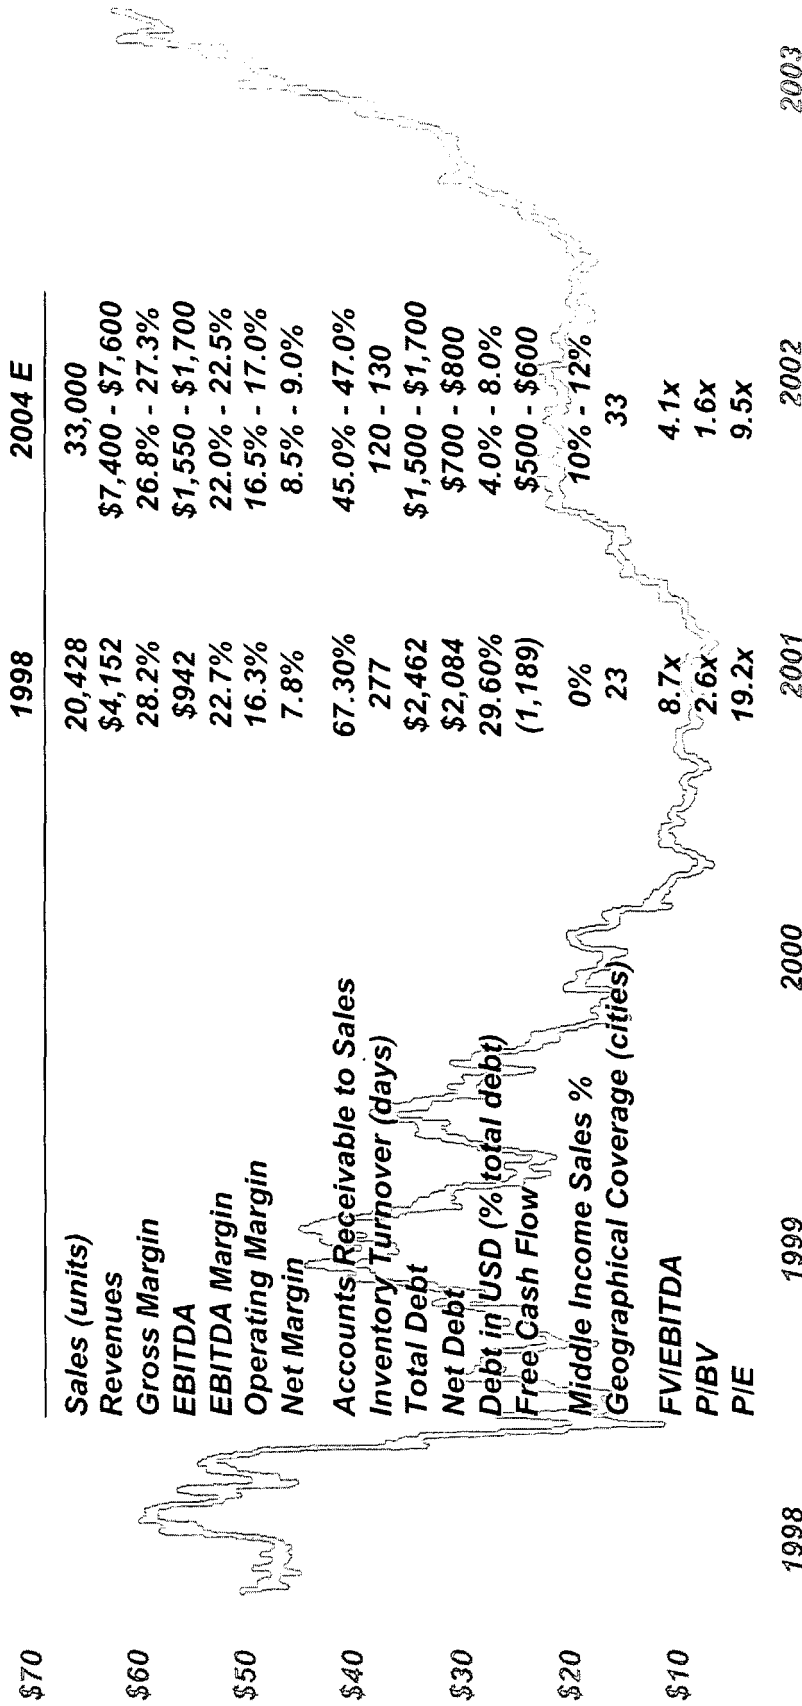 1998 2004 E
Sales (units) 20,428 33,000
Revenues $4,152 $7,400 - $7,600
Gross Margin 28.2% 26.8% - 27.3%
EBITDA $942 $1,550 - $1,700
EBITDA Margin 22.7% 22.0% - 22.5%
Operating Margin 16.3% 16.5% - 17.0%
Net Margin 7.8% 8.5% - 9.0%
Accounts Receivable to Sales 67.30% 45.0% - 47.0%
Inventory Turnover (days) 277 120 - 130
Total Debt $2,462 $1,500 - $1,700
Net Debt $2,084 $700 - $800
Debt in USD (% total debt) 29.60% 4.0% - 8.0%
Free Cash Flow (1,189) $500 - $600
Middle Income Sales % 0% 10% - 12%
Geographical Coverage (cities) 23 33
FV/EBITDA 8.7x 4.1x
P/BV 2.6x 1.6x
P/E 19.2x 9.5x
$70
$60
$50
$40
$30
$20
$10
1998 1999 2000 2001 2002 2003